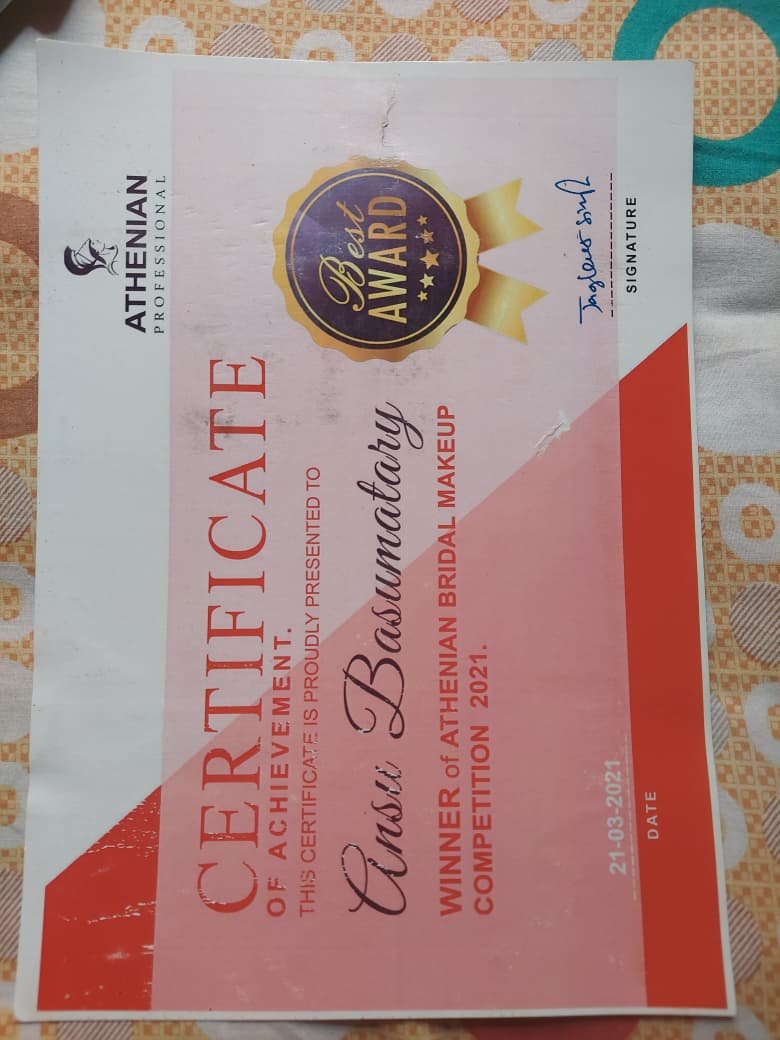 ATHENIAN
PROFESSIONAL
CERTIFICATE
OF ACHIEVEMENT.
THIS CERTIFICATE IS PROUDLY PRESENTED TO
Ansu Basumatary
WINNER of ATHENIAN BRIDAL MAKEUP
COMPETITION 2021.
Best
AWARD
21-03-2021
DATE
SIGNATURE